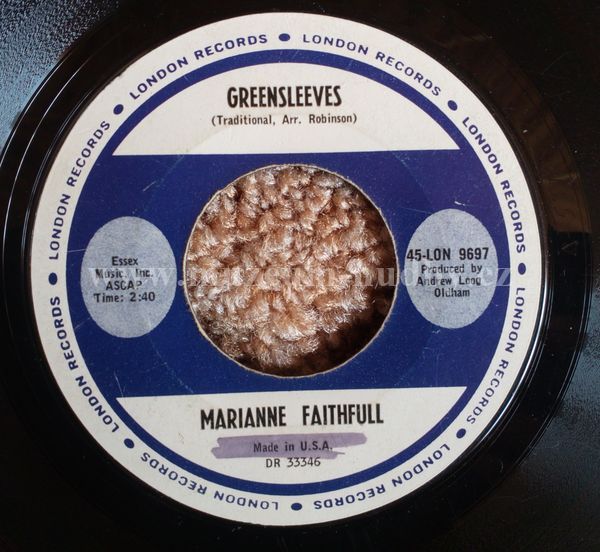 LONDON RECORDS • LONDON RECORDS • LONDON RECORDS • LONDON RECORDS • LONDON RECORDS • LONDON RECORDS • LONDON RECORDS • LONDON RECORDS •
GREENSLEEVES
(Traditional, Arr. Robinson)
Essex
Music, Inc.
ASCAP
Time: 2:40
45-LON 9697
Produced by
Andrew Loog
Oldham
MARIANNE FAITHFULL
Made in U.S.A.
DR 33346